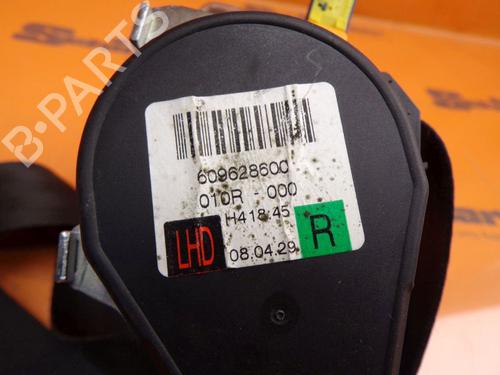 609628600
010R - 000
H418 45
LHD
08.04.29
R
B-PARTS